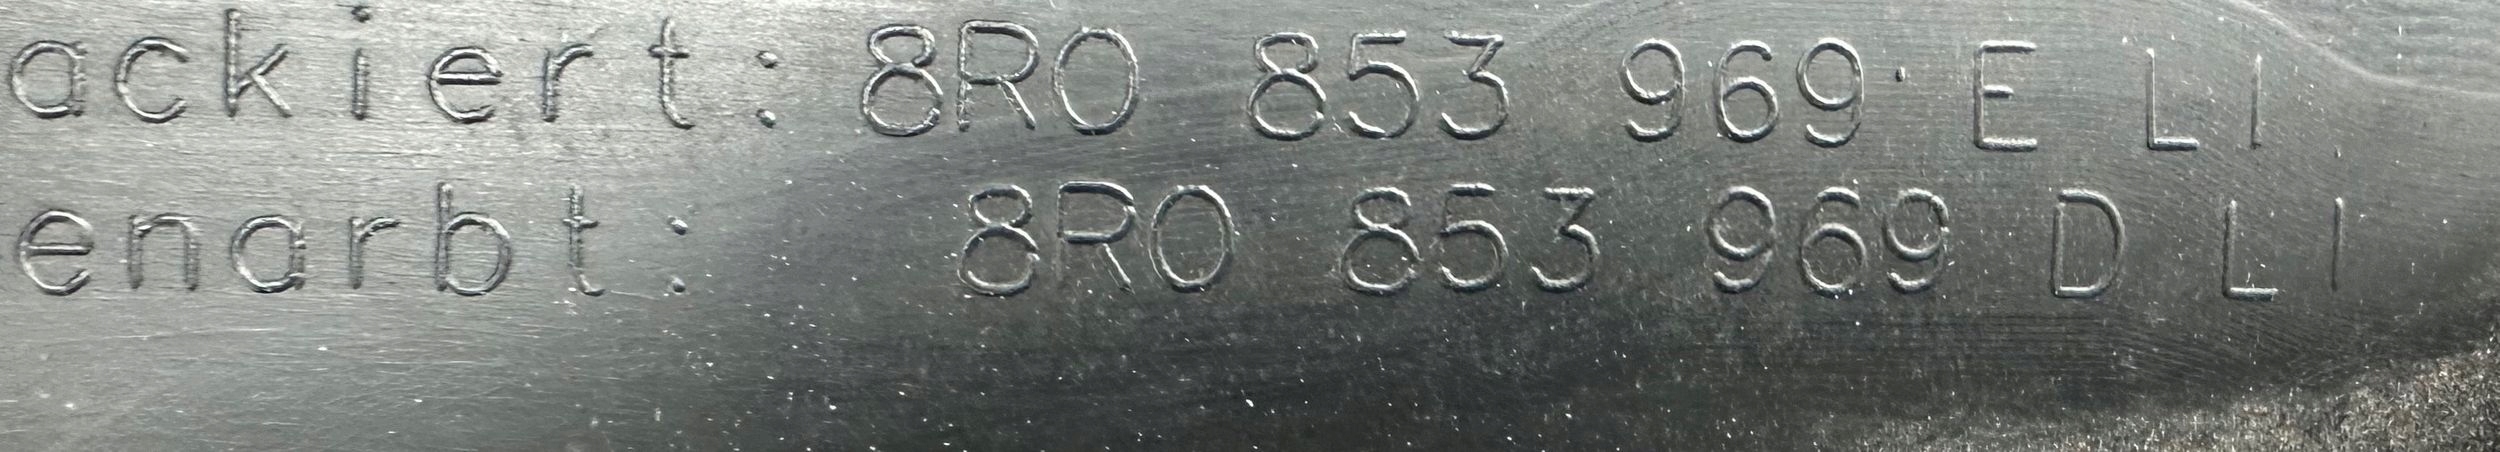 ackiert: 8R0 853 969 E LI
enarbt: 8R0 853 969 D LI